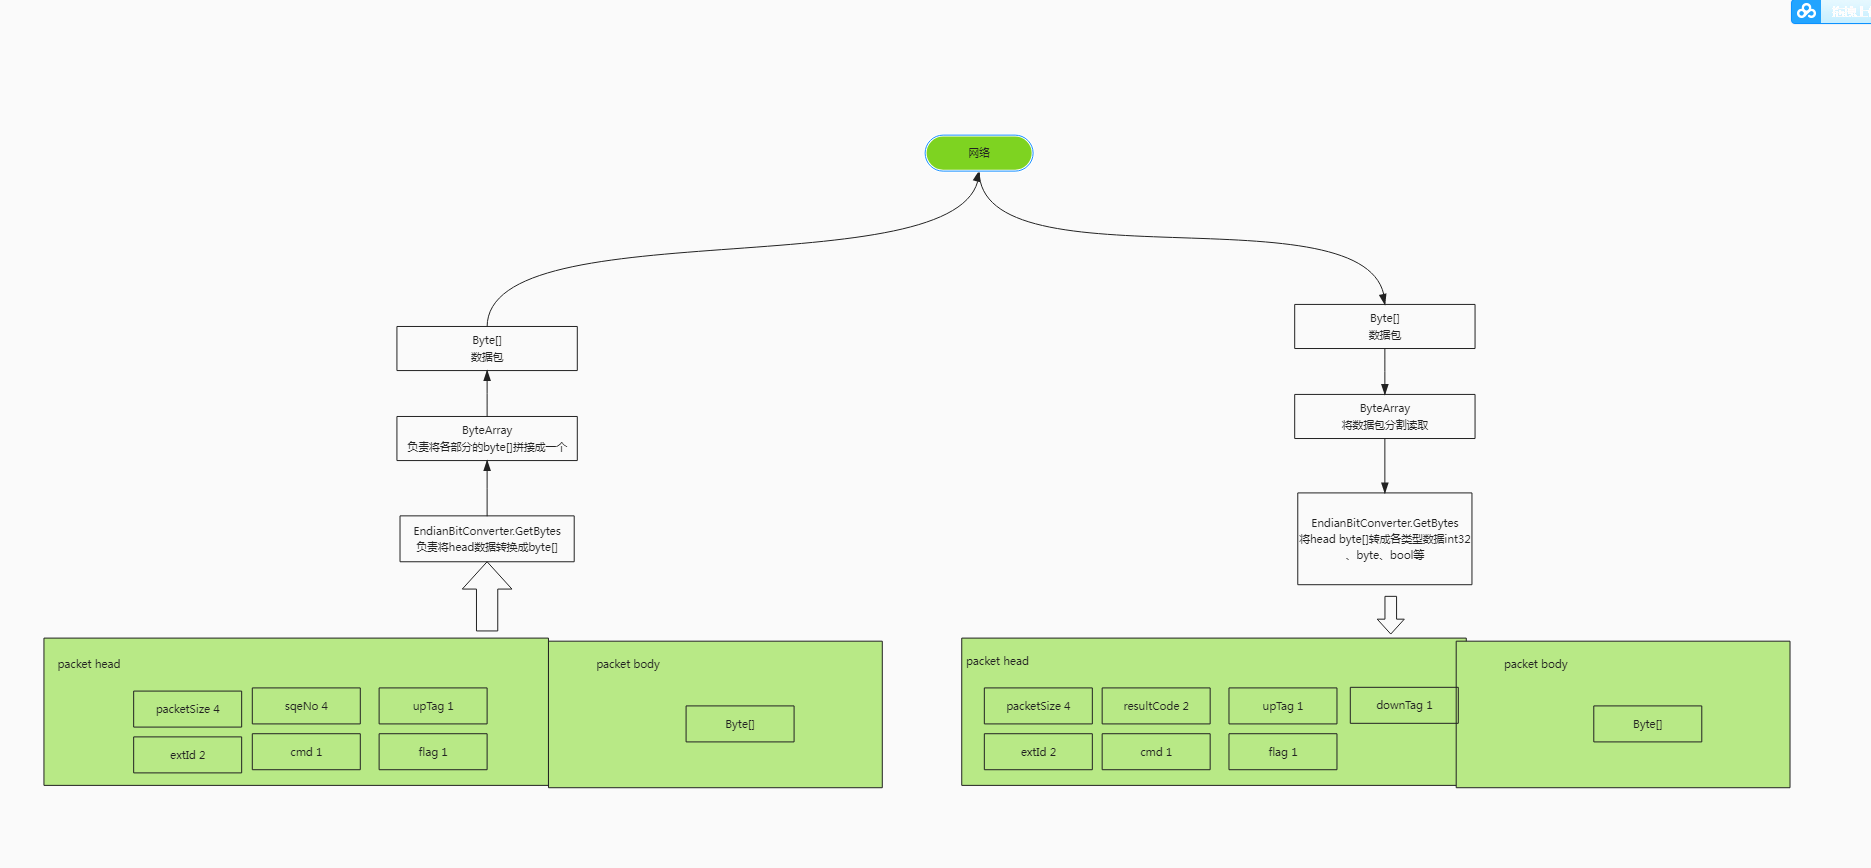 网络
Byte[]
数据包
ByteArray
负责将各部分的byte[]拼接成一个
EndianBitConverter.GetBytes
负责将head数据转换成byte[]
packet head
packetSize 4
sqeNo 4
upTag 1
extId 2
cmd 1
flag 1
packet body
Byte[]
Byte[]
数据包
ByteArray
将数据包分割读取
EndianBitConverter.GetBytes
将head byte[]转成各类型数据int32
、byte、bool等
packet head
packetSize 4
resultCode 2
upTag 1
downTag 1
extId 2
cmd 1
flag 1
packet body
Byte[]